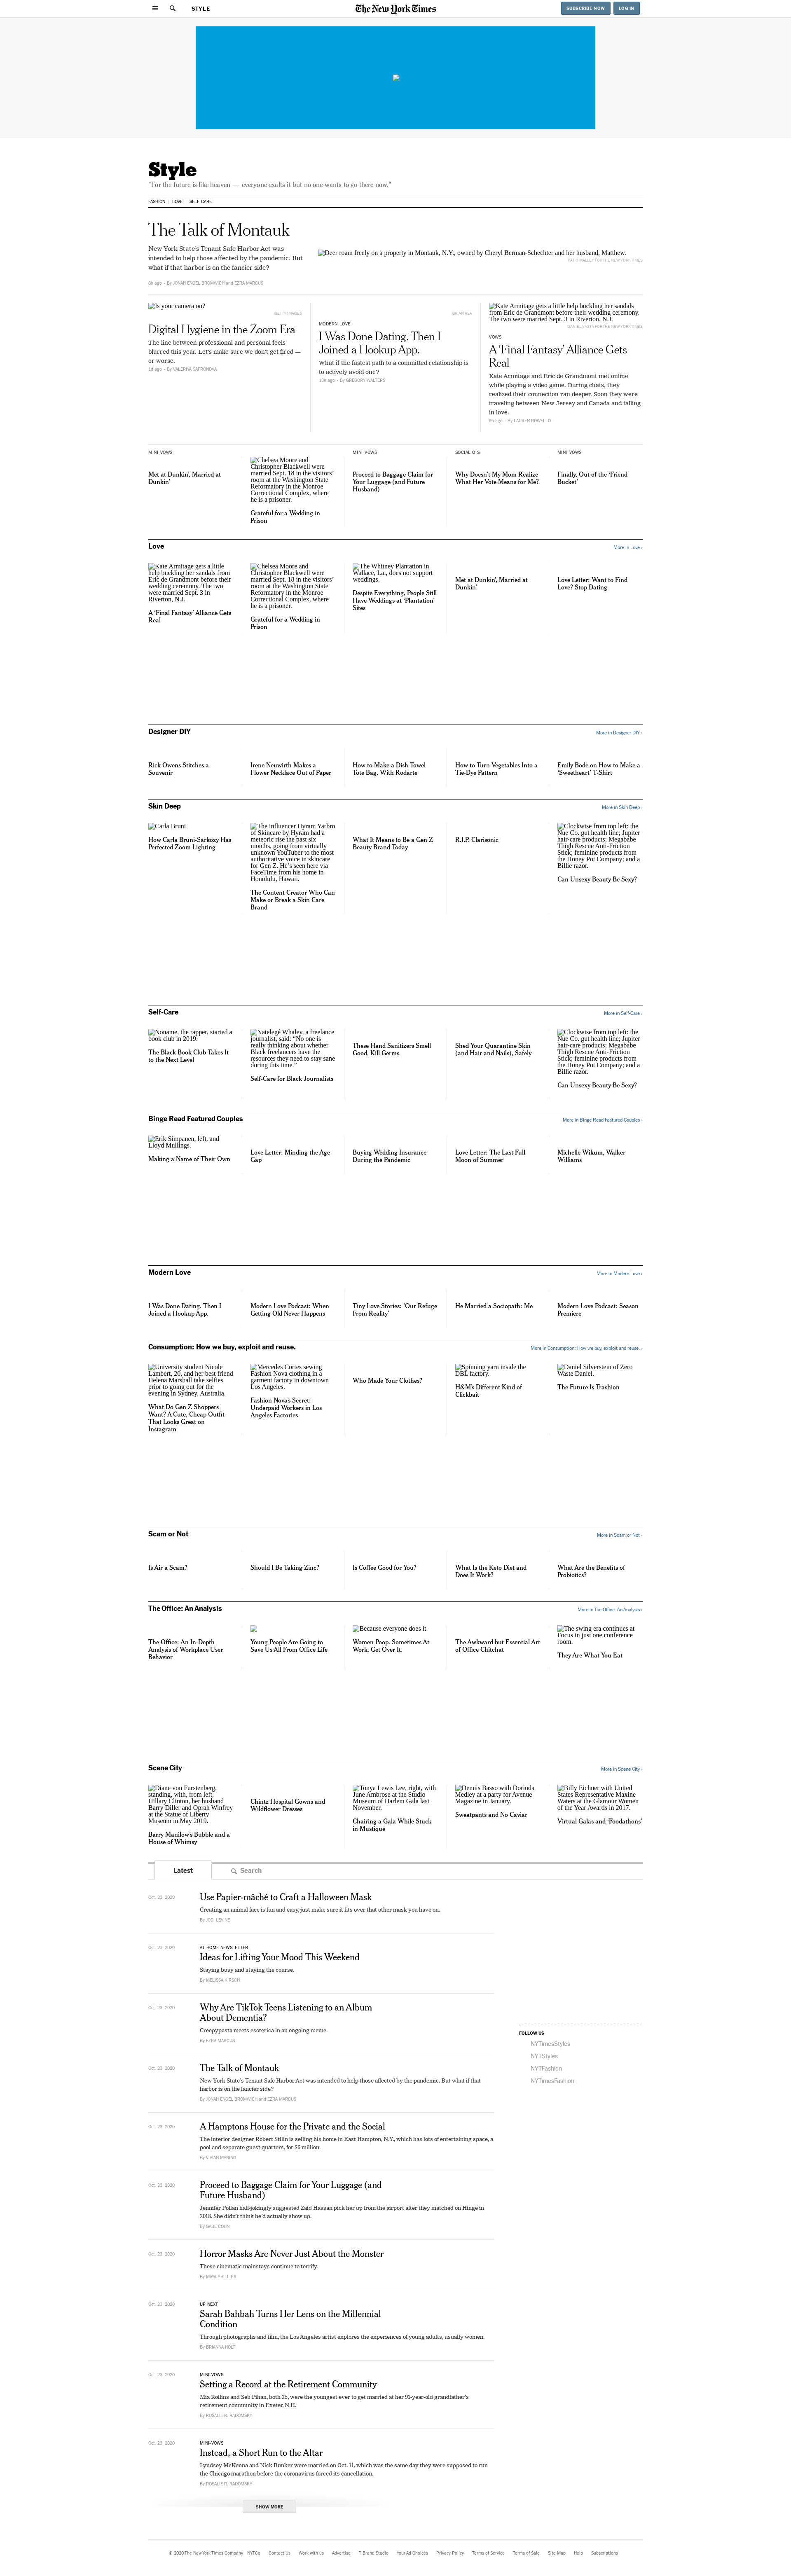 STYLE
The New York Times
SUBSCRIBE NOW
LOG IN
Style
"For the future is like heaven — everyone exalts it but no one wants to go there now."
FASHION
LOVE
SELF-CARE
The Talk of Montauk
New York State's Tenant Safe Harbor Act was
intended to help those affected by the pandemic. But
what if that harbor is on the fancier side?
8h ago - By JONAH ENGEL BROMWICH and EZRA MARCUS
Deer roam freely on a property in Montauk, N.Y., owned by Cheryl Berman-Schechter and her husband, Matthew.
Is your camera on?
GETTY IMAGES
Digital Hygiene in the Zoom Era
The line between professional and personal feels
blurred this year. Let's make sure we don't get fired —
or worse.
1d ago - By VALERIYA SAFRONOVA
BRIAN REA
MODERN LOVE
I Was Done Dating. Then I
Joined a Hookup App.
What if the fastest path to a committed relationship is
to actively avoid one?
13h ago - By GREGORY WALTERS
Kate Armitage gets a little help buckling her sandals
from Eric de Grandmont before their wedding ceremony.
The two were married Sept. 3 in Riverton, N.J.
VOWS
A 'Final Fantasy' Alliance Gets
Real
Kate Armitage and Eric de Grandmont met online
while playing a video game. During chats, they
realized their connection ran deeper. Soon they were
traveling between New Jersey and Canada and falling
in love.
9h ago - By LAUREN ROWELLO
MINI-VOWS
Met at Dunkin', Married at
Dunkin'
Chelsea Moore and
Christopher Blackwell were
married Sept. 18 in the visitors'
room at the Washington State
Reformatory in the Monroe
Correctional Complex, where
he is a prisoner.
Grateful for a Wedding in
Prison
MINI-VOWS
Proceed to Baggage Claim for
Your Luggage (and Future
Husband)
SOCIAL Q'S
Why Doesn't My Mom Realize
What Her Vote Means for Me?
MINI-VOWS
Finally, Out of the 'Friend
Bucket'
Love
More in Love ›
Kate Armitage gets a little
help buckling her sandals from
Eric de Grandmont before their
wedding ceremony. The two
were married Sept. 3 in
Riverton, N.J.
A 'Final Fantasy' Alliance Gets
Real
Chelsea Moore and
Christopher Blackwell were
married Sept. 18 in the visitors'
room at the Washington State
Reformatory in the Monroe
Correctional Complex, where
he is a prisoner.
Grateful for a Wedding in
Prison
The Whitney Plantation in
Wallace, La., does not support
weddings.
Despite Everything, People Still
Have Weddings at 'Plantation'
Sites
Met at Dunkin', Married at
Dunkin'
Love Letter: Want to Find
Love? Stop Dating
Designer DIY
More in Designer DIY ›
Rick Owens Stitches a
Souvenir
Irene Neuwirth Makes a
Flower Necklace Out of Paper
How to Make a Dish Towel
Tote Bag, With Rodarte
How to Turn Vegetables Into a
Tie-Dye Pattern
Emily Bode on How to Make a
'Sweetheart' T-Shirt
Skin Deep
More in Skin Deep ›
Carla Bruni
How Carla Bruni-Sarkozy Has
Perfected Zoom Lighting
The influencer Hyram Yarbro
of Skincare by Hyram had a
meteoric rise the past six
months, going from virtually
unknown YouTuber to the most
authoritative voice in skincare
for Gen Z. He's seen here via
FaceTime from his home in
Honolulu, Hawaii.
The Content Creator Who Can
Make or Break a Skin Care
Brand
What It Means to Be a Gen Z
Beauty Brand Today
R.I.P. Clarisonic
Clockwise from top left: the
Nue Co. gut health line; Jupiter
hair-care products; Megababe
Thigh Rescue Anti-Friction
Stick; feminine products from
the Honey Pot Company; and a
Billie razor.
Can Unsexy Beauty Be Sexy?
Self-Care
More in Self-Care ›
Noname, the rapper, started a
book club in 2019.
The Black Book Club Takes It
to the Next Level
Natelegé Whaley, a freelance
journalist, said: "No one is
really thinking about whether
Black freelancers have the
resources they need to stay sane
during this time."
Self-Care for Black Journalists
These Hand Sanitizers Smell
Good, Kill Germs
Shed Your Quarantine Skin
(and Hair and Nails), Safely
Clockwise from top left: the
Nue Co. gut health line; Jupiter
hair-care products; Megababe
Thigh Rescue Anti-Friction
Stick; feminine products from
the Honey Pot Company; and a
Billie razor.
Can Unsexy Beauty Be Sexy?
Binge Read Featured Couples
More in Binge Read Featured Couples ›
Erik Simpanen, left, and
Lloyd Mullings.
Making a Name of Their Own
Love Letter: Minding the Age
Gap
Buying Wedding Insurance
During the Pandemic
Love Letter: The Last Full
Moon of Summer
Michelle Wikum, Walker
Williams
Modern Love
More in Modern Love ›
I Was Done Dating. Then I
Joined a Hookup App.
Modern Love Podcast: When
Getting Old Never Happens
Tiny Love Stories: 'Our Refuge
From Reality'
He Married a Sociopath: Me
Modern Love Podcast: Season
Premiere
Consumption: How we buy, exploit and reuse.
More in Consumption: How we buy, exploit and reuse. ›
University student Nicole
Lambert, 20, and her best friend
Helena Marshall take selfies
prior to going out for the
evening in Sydney, Australia.
What Do Gen Z Shoppers
Want? A Cute, Cheap Outfit
That Looks Great on
Instagram
Mercedes Cortes sewing
Fashion Nova clothing in a
garment factory in downtown
Los Angeles.
Fashion Nova's Secret:
Underpaid Workers in Los
Angeles Factories
Who Made Your Clothes?
Spinning yarn inside the
DBL factory.
H&M's Different Kind of
Clickbait
Daniel Silverstein of Zero
Waste Daniel.
The Future Is Trashion
Scam or Not
More in Scam or Not ›
Is Air a Scam?
Should I Be Taking Zinc?
Is Coffee Good for You?
What Is the Keto Diet and
Does It Work?
What Are the Benefits of
Probiotics?
The Office: An Analysis
More in The Office: An Analysis ›
The Office: An In-Depth
Analysis of Workplace User
Behavior
Young People Are Going to
Save Us All From Office Life
Because everyone does it.
Women Poop. Sometimes At
Work. Get Over It.
The Awkward but Essential Art
of Office Chitchat
The swing era continues at
Focus in just one conference
room.
They Are What You Eat
Scene City
More in Scene City ›
Diane von Furstenberg,
standing, with, from left,
Hillary Clinton, her husband
Barry Diller and Oprah Winfrey
at the Statue of Liberty
Museum in May 2019.
Barry Manilow's Bubble and a
House of Whimsy
Chintz Hospital Gowns and
Wildflower Dresses
Tonya Lewis Lee, right, with
June Ambrose at the Studio
Museum of Harlem Gala last
November.
Chairing a Gala While Stuck
in Mustique
Dennis Basso with Dorinda
Medley at a party for Avenue
Magazine in January.
Sweatpants and No Caviar
Billy Eichner with United
States Representative Maxine
Waters at the Glamour Women
of the Year Awards in 2017.
Virtual Galas and 'Foodathons'
Latest
Search
Oct. 23, 2020
Use Papier-mâché to Craft a Halloween Mask
Creating an animal face is fun and easy, just make sure it fits over that other mask you have on.
By JODI LEVINE
Oct. 23, 2020
AT HOME NEWSLETTER
Ideas for Lifting Your Mood This Weekend
Staying busy and staying the course.
By MELISSA KIRSCH
Oct. 23, 2020
Why Are TikTok Teens Listening to an Album
About Dementia?
Creepypasta meets esoterica in an ongoing meme.
By EZRA MARCUS
Oct. 23, 2020
The Talk of Montauk
New York State's Tenant Safe Harbor Act was intended to help those affected by the pandemic. But what if that
harbor is on the fancier side?
By JONAH ENGEL BROMWICH and EZRA MARCUS
Oct. 23, 2020
A Hamptons House for the Private and the Social
The interior designer Robert Stilin is selling his home in East Hampton, N.Y., which has lots of entertaining space, a
pool and separate guest quarters, for $6 million.
By VIVIAN MARINO
Oct. 23, 2020
Proceed to Baggage Claim for Your Luggage (and
Future Husband)
Jennifer Pollan half-jokingly suggested Zaid Hassan pick her up from the airport after they matched on Hinge in
2018. She didn't think he'd actually show up.
By GABE COHN
Oct. 23, 2020
Horror Masks Are Never Just About the Monster
These cinematic mainstays continue to terrify.
By MAYA PHILLIPS
Oct. 23, 2020
UP NEXT
Sarah Bahbah Turns Her Lens on the Millennial
Condition
Through photographs and film, the Los Angeles artist explores the experiences of young adults, usually women.
By BRIANNA HOLT
Oct. 23, 2020
MINI-VOWS
Setting a Record at the Retirement Community
Mia Rollins and Seb Pihan, both 25, were the youngest ever to get married at her 91-year-old grandfather's
retirement community in Exeter, N.H.
By ROSALIE R. RADOMSKY
Oct. 23, 2020
MINI-VOWS
Instead, a Short Run to the Altar
Lyndsey McKenna and Nick Bunker were married on Oct. 11, which was the same day they were supposed to run
the Chicago marathon before the coronavirus forced its cancellation.
By ROSALIE R. RADOMSKY
SHOW MORE
FOLLOW US
NYTimesStyles
NYTStyles
NYTFashion
NYTimesFashion
© 2020 The New York Times Company
NYTCo
Contact Us
Work with us
Advertise
T Brand Studio
Your Ad Choices
Privacy Policy
Terms of Service
Terms of Sale
Site Map
Help
Subscriptions